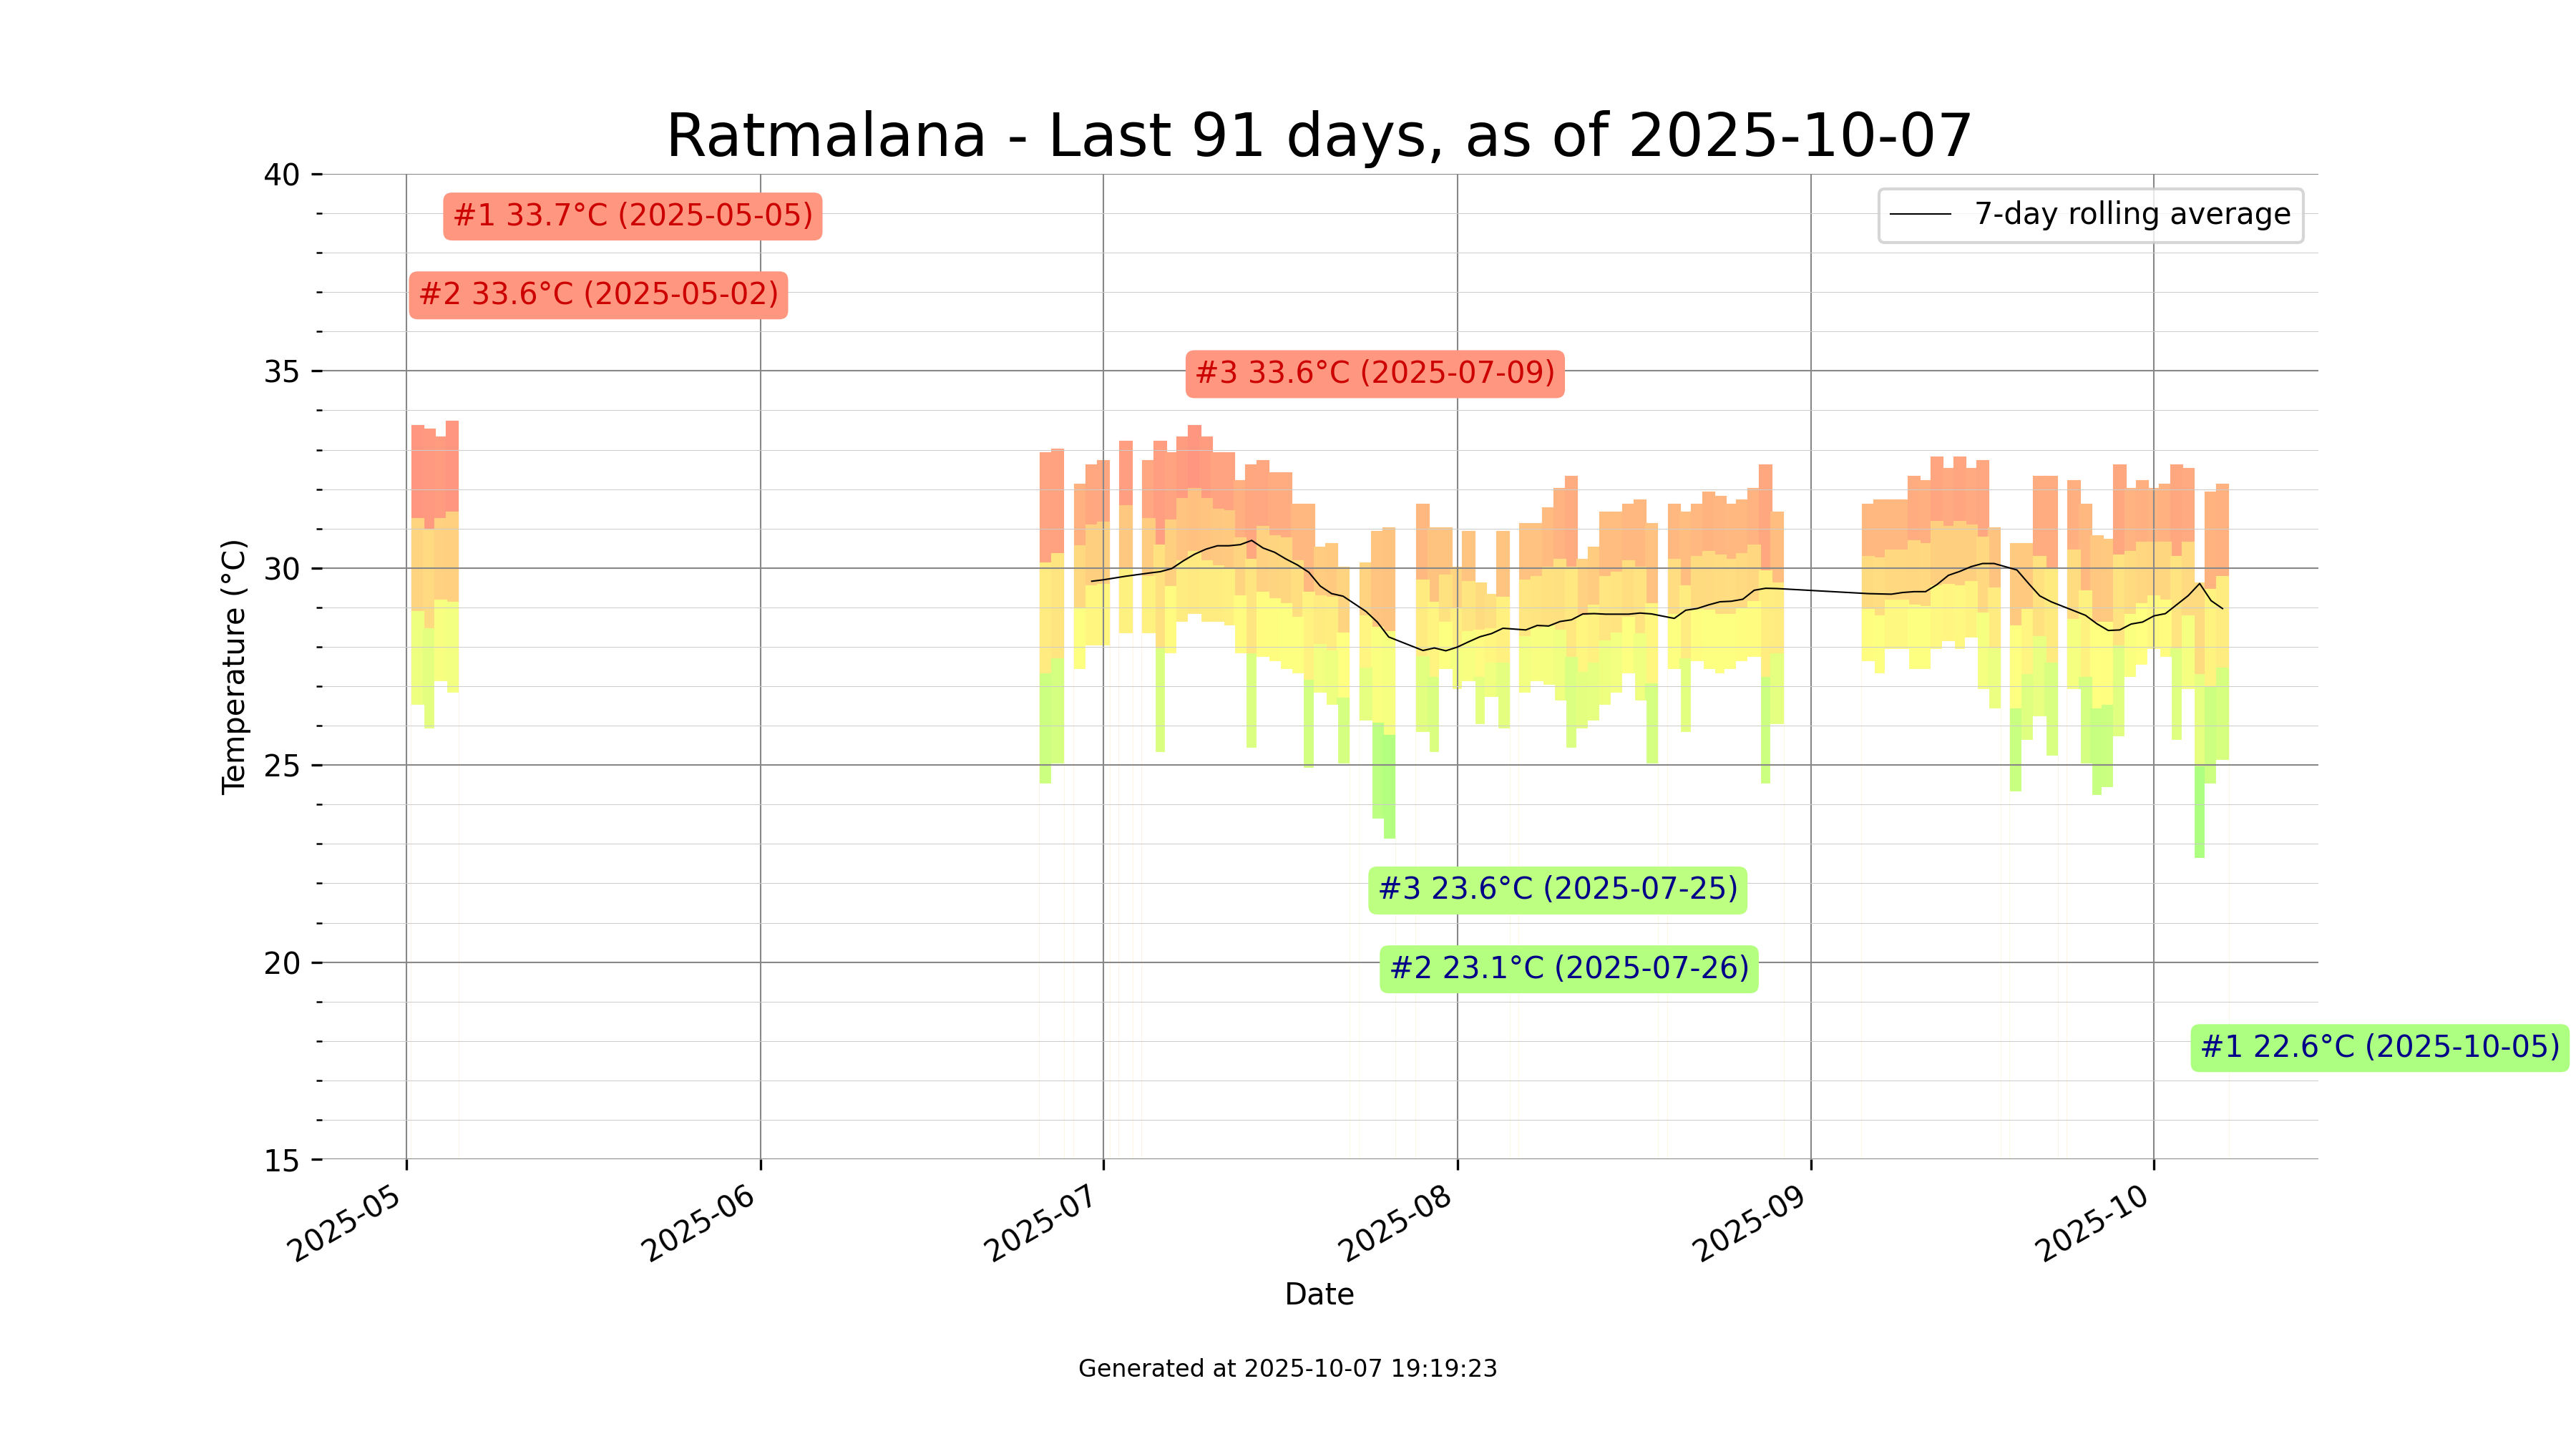 Ratmalana - Last 91 days, as of 2025-10-07
40
35
30
25
20
15
Temperature (°C)
#1 33.7°C (2025-05-05)
#2 33.6°C (2025-05-02)
#3 33.6°C (2025-07-09)
7-day rolling average
#3 23.6°C (2025-07-25)
#2 23.1°C (2025-07-26)
#1 22.6°C (2025-10-05)
2025-05
2025-06
2025-07
2025-08
2025-09
2025-10
Date
Generated at 2025-10-07 19:19:23